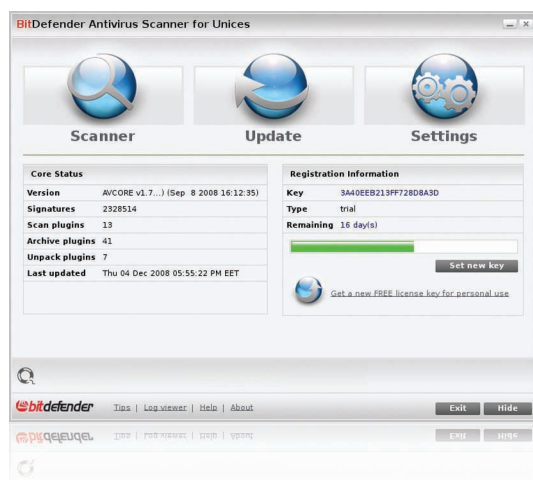 BitDefender Antivirus Scanner for Unices
Scanner Update Settings
Core Status
Version AVCORE v1.7...) (Sep 8 2008 16:12:35)
Signatures 2328514
Scan plugins 13
Archive plugins 41
Unpack plugins 7
Last updated Thu 04 Dec 2008 05:55:22 PM EET
Registration Information
Key 3A40EEB213FF728D8A3D
Type trial
Remaining 16 day(s)
Set new key
Get a new FREE license key for personal use
bitdefender Tips | Log viewer | Help | About Exit Hide